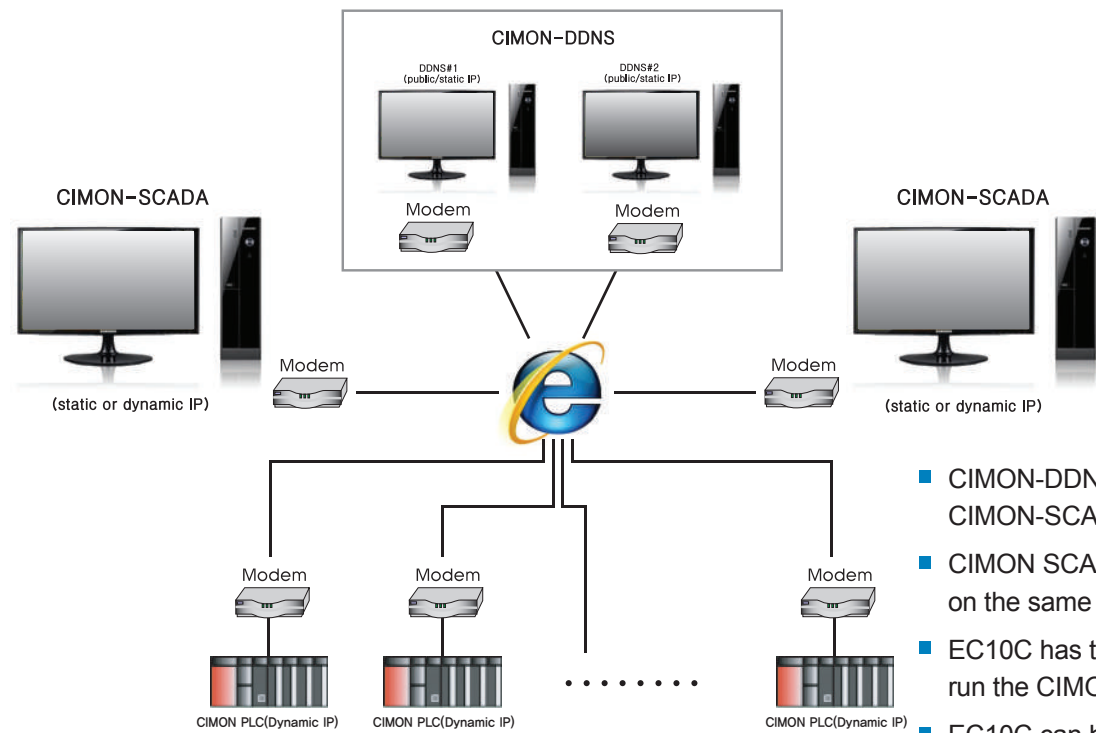 CIMON-DDNS
DDNS#1
(public/static IP)
DDNS#2
(public/static IP)
Modem
Modem
CIMON-SCADA
(static or dynamic IP)
Modem
CIMON-SCADA
(static or dynamic IP)
Modem
Modem
Modem
Modem
CIMON PLC(Dynamic IP)
CIMON PLC(Dynamic IP)
CIMON PLC(Dynamic IP)
CIMON-DDN
CIMON-SCA
CIMON SCA
on the same
EC10C has t
run the CIMO